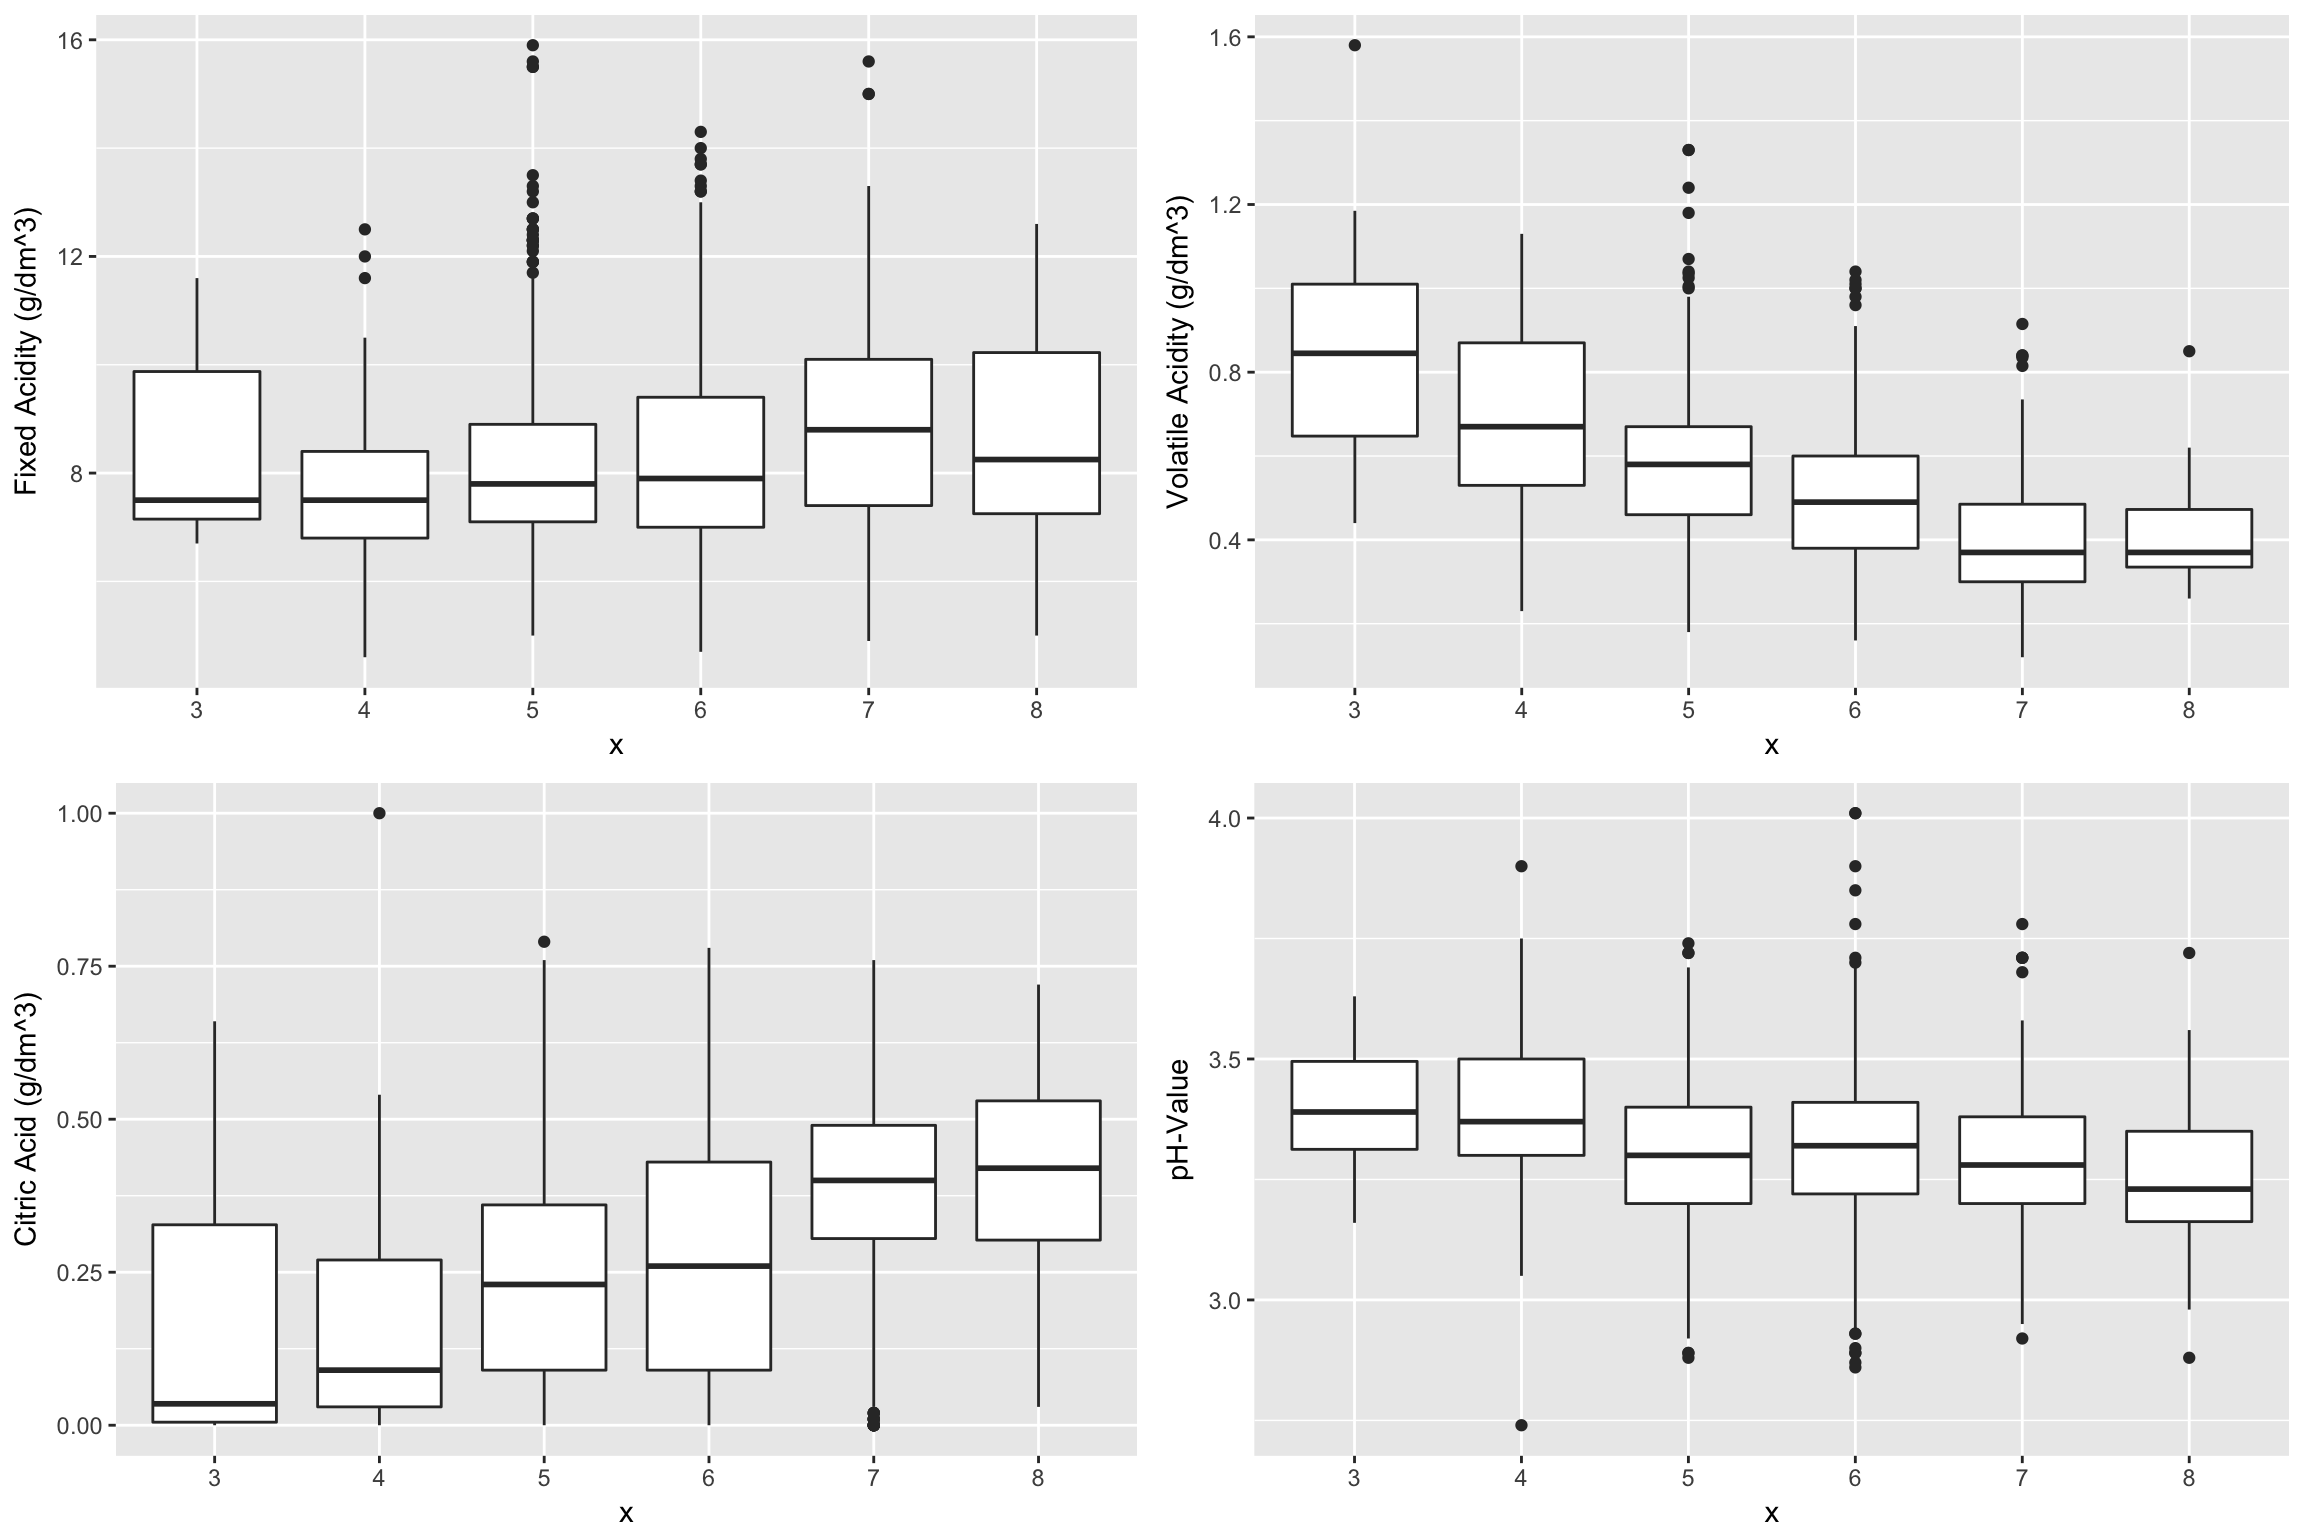 Fixed Acidity (g/dm^3)
16
12
8
3 4 5 6 7 8
x
Volatile Acidity (g/dm^3)
1.6
1.2
0.8
0.4
3 4 5 6 7 8
x
Citric Acid (g/dm^3)
1.00
0.75
0.50
0.25
0.00
3 4 5 6 7 8
x
pH-Value
4.0
3.5
3.0
3 4 5 6 7 8
x